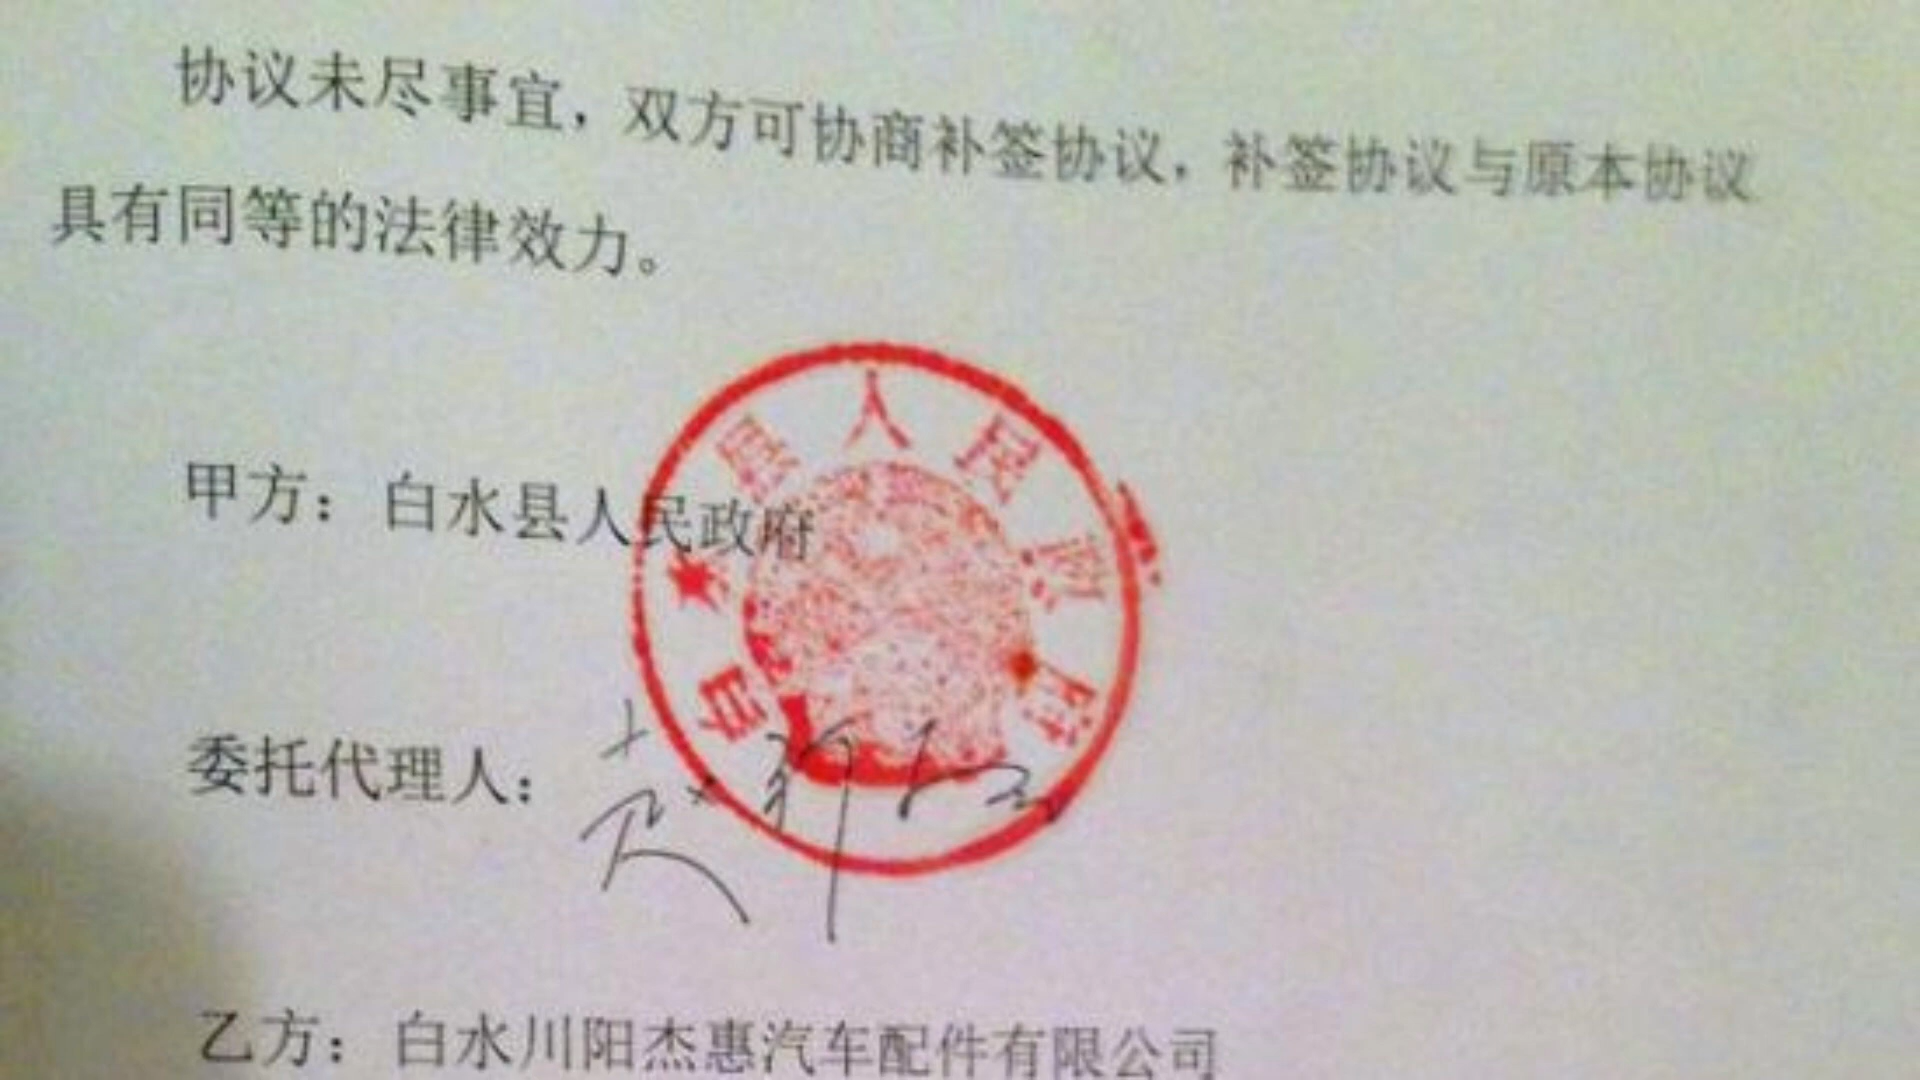 协议未尽事宜，双方可协商补签协议，补签协议与原本协议
具有同等的法律效力。
县人民政府
甲方：白水县人民政府
委托代理人：赵
乙方：白水川阳杰惠汽车配件有限公司